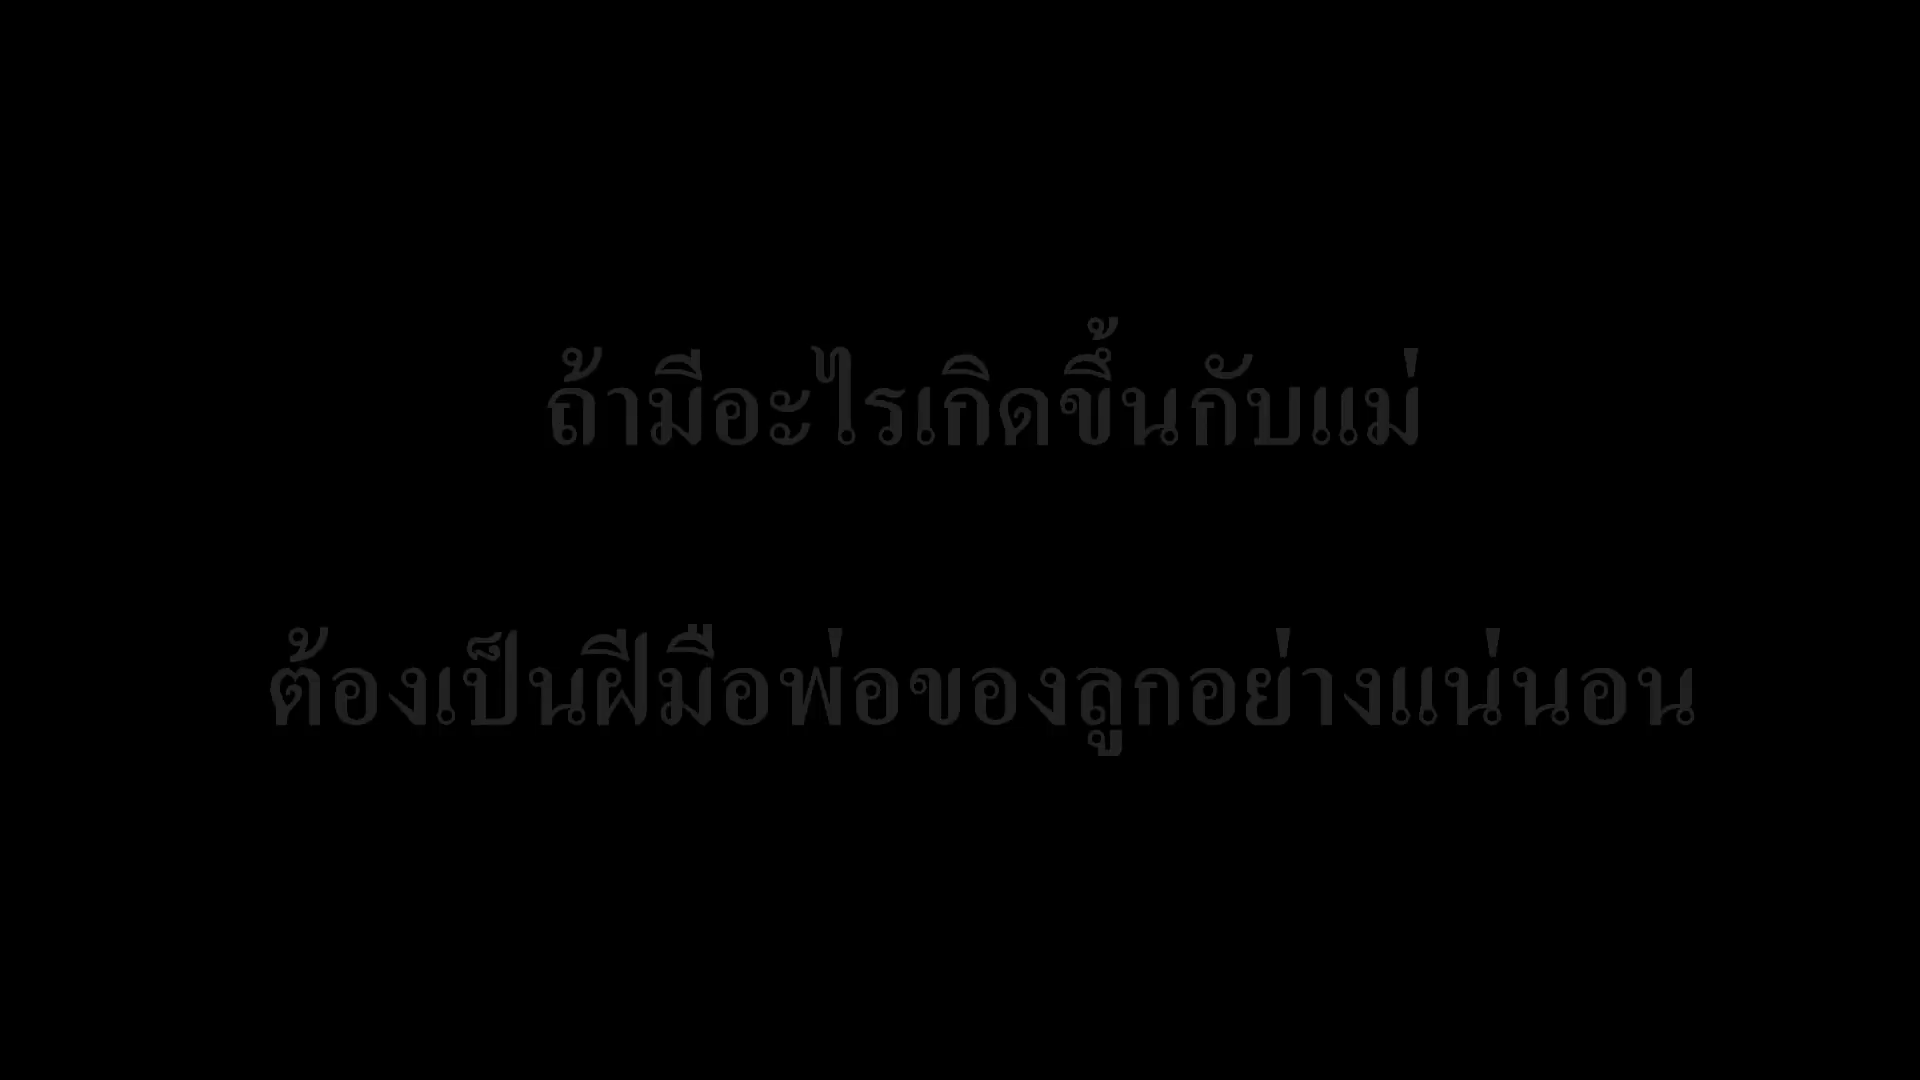 ถ้ามีอะไรเกิดขึ้นกับแม่
ต้องเป็นฝีมือพ่อของลูกอย่างแน่นอน